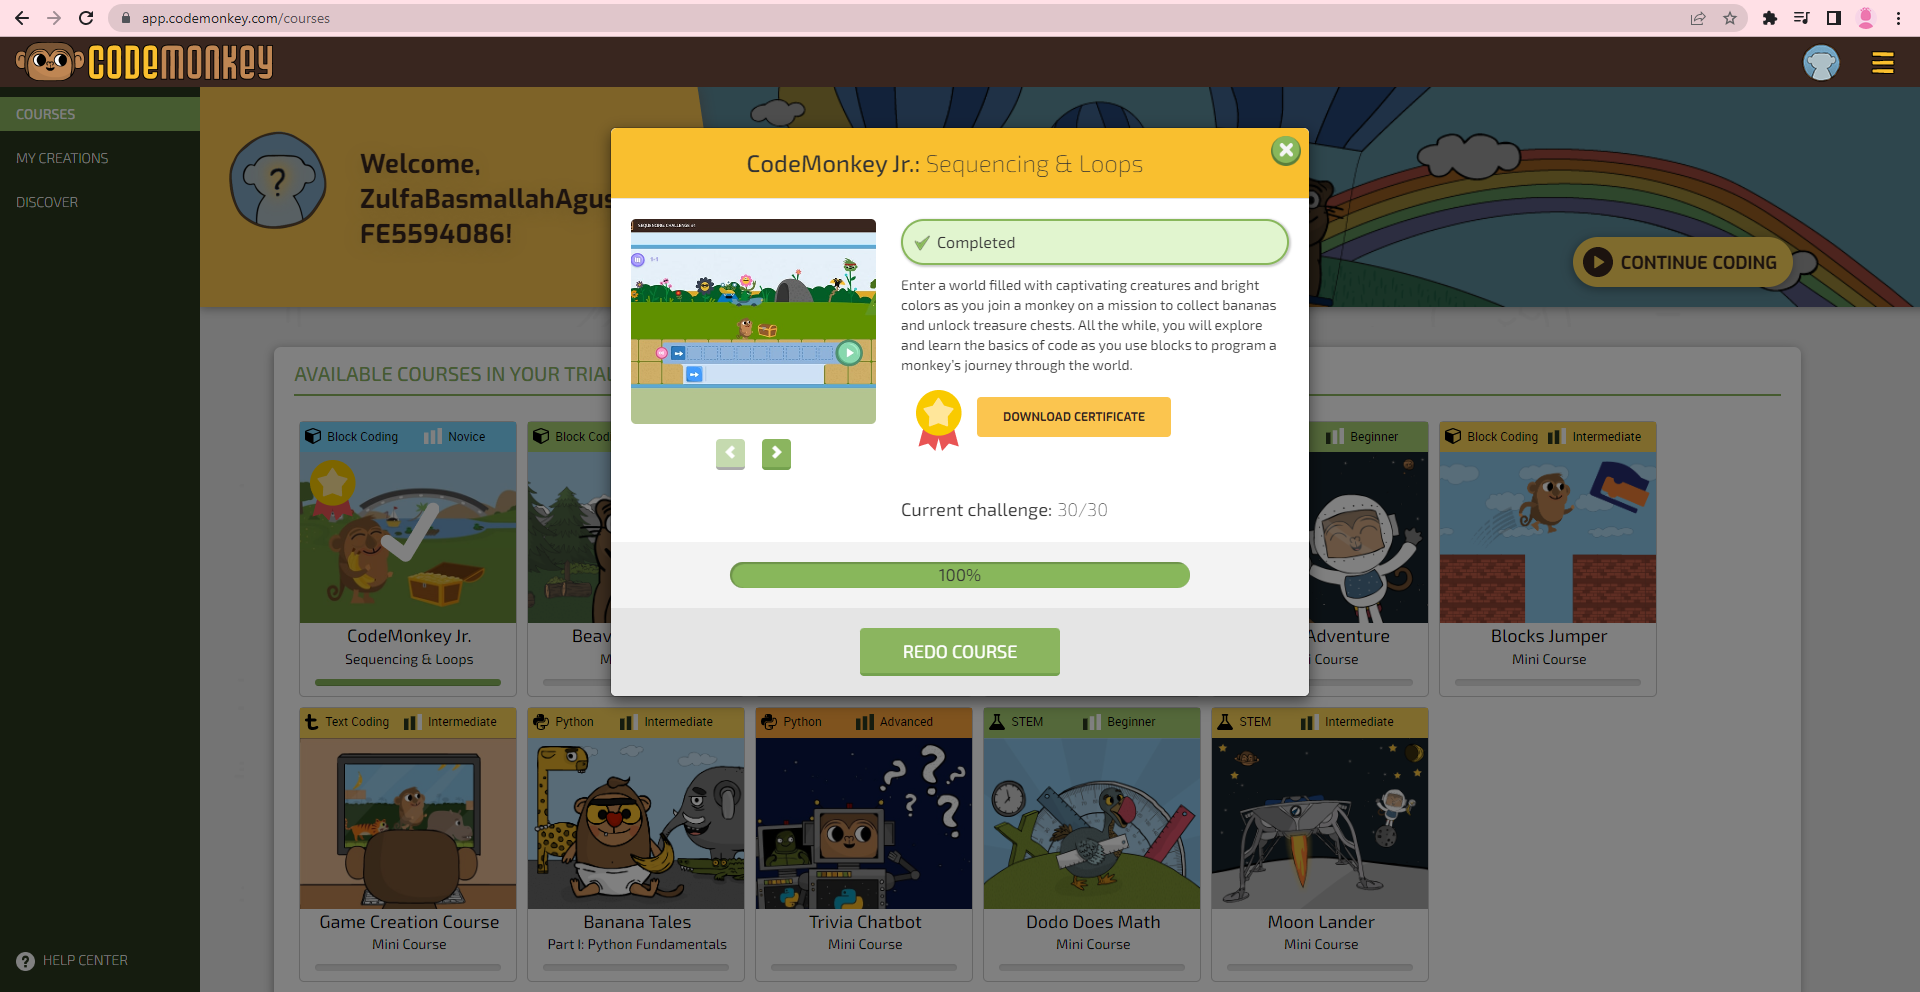 app.codemonkey.com/courses
CODEMONKEY
COURSES
MY CREATIONS
DISCOVER
HELP CENTER
Welcome,
ZulfaBasmallahAgus
FE5594086!
CONTINUE CODING
CodeMonkey Jr.: Sequencing & Loops
SEQUENCING CHALLENGE #1
Completed
Enter a world filled with captivating creatures and bright
colors as you join a monkey on a mission to collect bananas
and unlock treasure chests. All the while, you will explore
and learn the basics of code as you use blocks to program a
monkey's journey through the world.
DOWNLOAD CERTIFICATE
Current challenge: 30/30
100%
REDO COURSE
AVAILABLE COURSES IN YOUR TRIAL
Block Coding Novice
CodeMonkey Jr.
Sequencing & Loops
Block Cod
Beav
M
Beginner
Adventure
i Course
Block Coding Intermediate
Blocks Jumper
Mini Course
Text Coding Intermediate
Game Creation Course
Mini Course
Python Intermediate
Banana Tales
Part I: Python Fundamentals
Python Advanced
Trivia Chatbot
Mini Course
STEM Beginner
Dodo Does Math
Mini Course
STEM Intermediate
Moon Lander
Mini Course